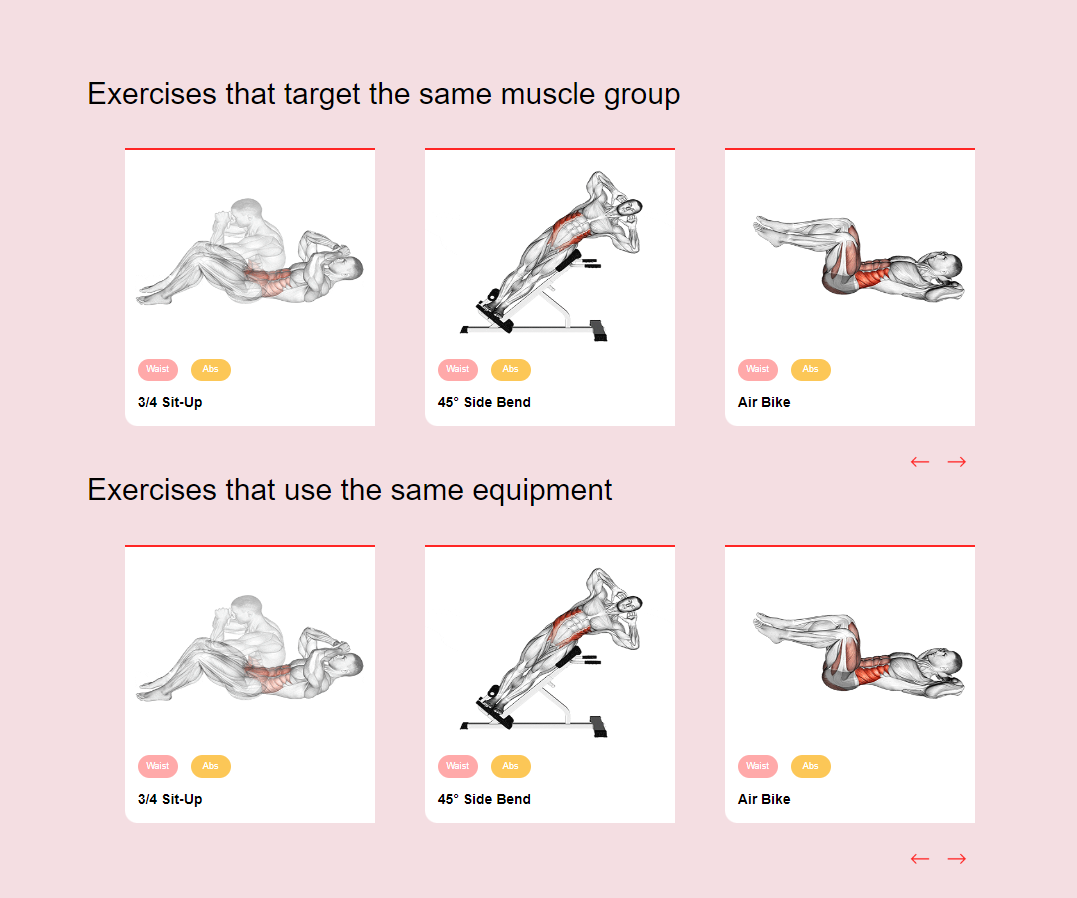 Exercises that target the same muscle group
Waist Abs
3/4 Sit-Up
Waist Abs
45° Side Bend
Waist Abs
Air Bike
Exercises that use the same equipment
Waist Abs
3/4 Sit-Up
Waist Abs
45° Side Bend
Waist Abs
Air Bike